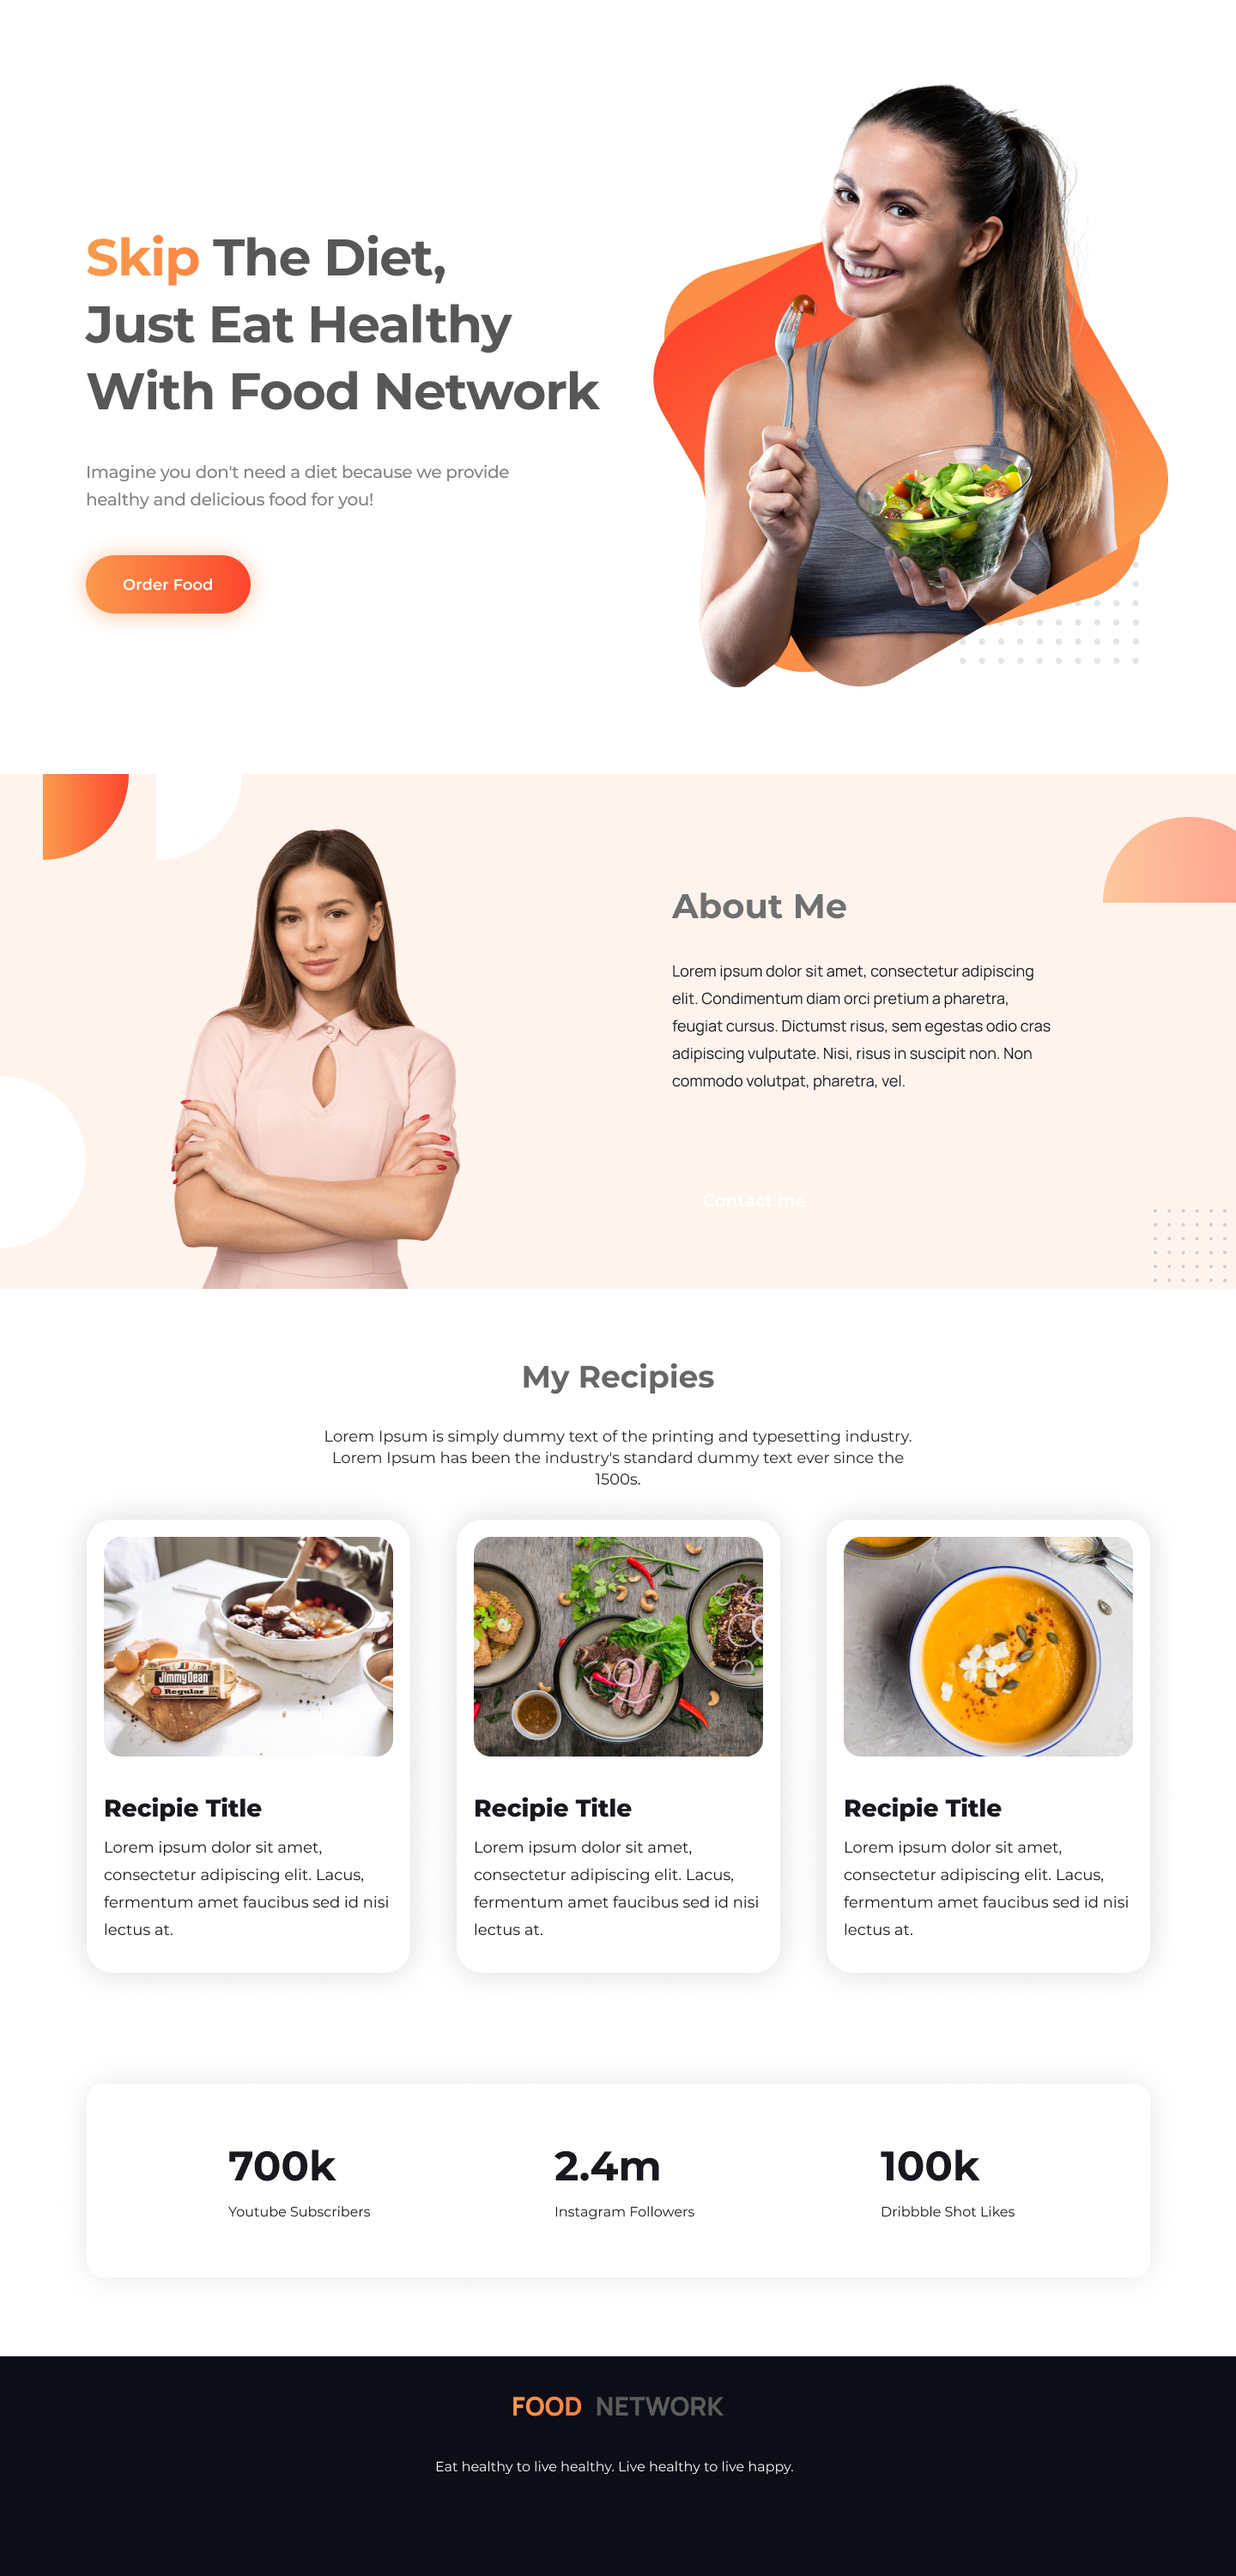 Skip The Diet,
Just Eat Healthy
With Food Network
Imagine you don't need a diet because we provide
healthy and delicious food for you!
Order Food
About Me
Lorem ipsum dolor sit amet, consectetur adipiscing
elit. Condimentum diam orci pretium a pharetra,
feugiat cursus. Dictumst risus, sem egestas odio cras
adipiscing vulputate. Nisi, risus in suscipit non. Non
commodo volutpat, pharetra, vel.
Contact me
My Recipies
Lorem Ipsum is simply dummy text of the printing and typesetting industry.
Lorem Ipsum has been the industry's standard dummy text ever since the
1500s.
Jimmy Dean
Regular
Recipie Title
Lorem ipsum dolor sit amet,
consectetur adipiscing elit. Lacus,
fermentum amet faucibus sed id nisi
lectus at.
Recipie Title
Lorem ipsum dolor sit amet,
consectetur adipiscing elit. Lacus,
fermentum amet faucibus sed id nisi
lectus at.
Recipie Title
Lorem ipsum dolor sit amet,
consectetur adipiscing elit. Lacus,
fermentum amet faucibus sed id nisi
lectus at.
700k
Youtube Subscribers
2.4m
Instagram Followers
100k
Dribbble Shot Likes
FOOD NETWORK
Eat healthy to live healthy. Live healthy to live happy.